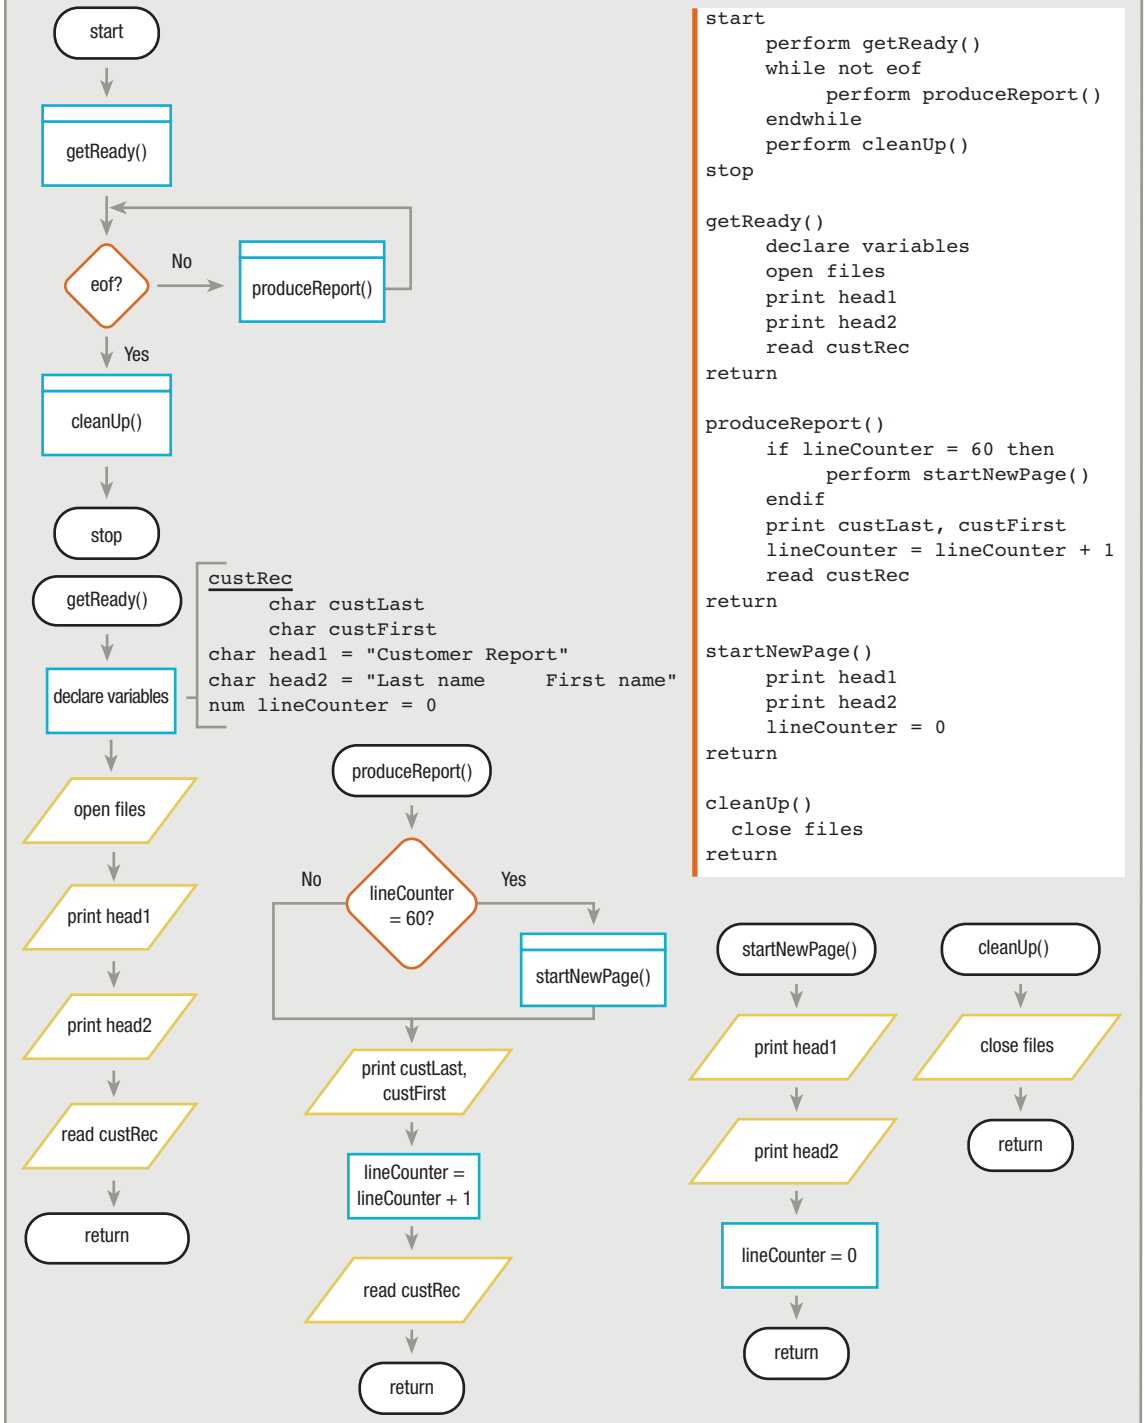 start
getReady()
eof?
No
produceReport()
Yes
cleanUp()
stop
start
     perform getReady()
     while not eof
          perform produceReport()
     endwhile
     perform cleanUp()
stop
getReady()
     declare variables
     open files
     print head1
     print head2
     read custRec
return
produceReport()
     if lineCounter = 60 then
          perform startNewPage()
     endif
     print custLast, custFirst
     lineCounter = lineCounter + 1
     read custRec
return
startNewPage()
     print head1
     print head2
     lineCounter = 0
return
cleanUp()
  close files
return
getReady()
declare variables
custRec
     char custLast
     char custFirst
char head1 = "Customer Report"
char head2 = "Last name     First name"
num lineCounter = 0
open files
print head1
print head2
read custRec
return
produceReport()
lineCounter
= 60?
No
Yes
startNewPage()
print custLast,
custFirst
lineCounter =
lineCounter + 1
read custRec
return
startNewPage()
print head1
print head2
lineCounter = 0
return
cleanUp()
close files
return